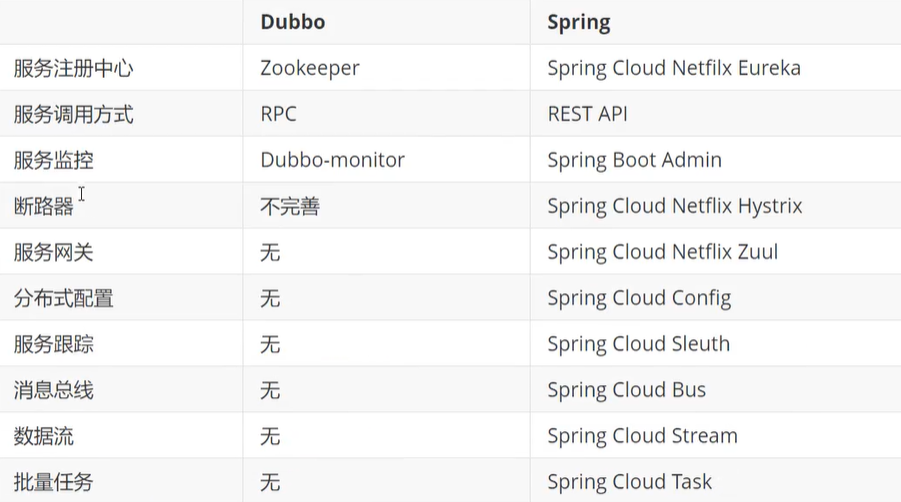 Dubbo Spring
服务注册中心 Zookeeper Spring Cloud Netfilx Eureka
服务调用方式 RPC REST API
服务监控 Dubbo-monitor Spring Boot Admin
断路器 不完善 Spring Cloud Netflix Hystrix
服务网关 无 Spring Cloud Netflix Zuul
分布式配置 无 Spring Cloud Config
服务跟踪 无 Spring Cloud Sleuth
消息总线 无 Spring Cloud Bus
数据流 无 Spring Cloud Stream
批量任务 无 Spring Cloud Task